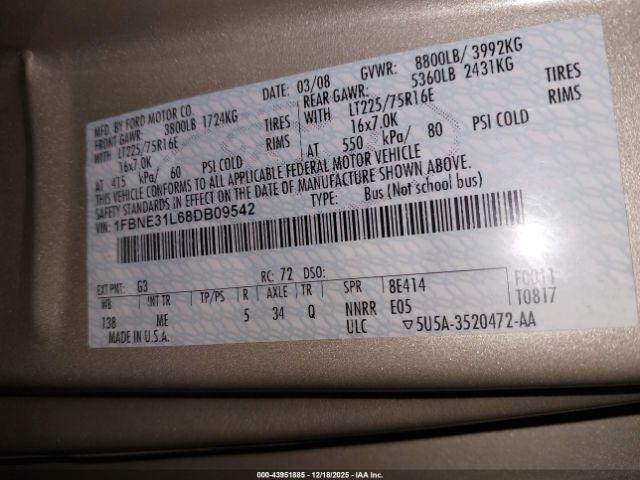 MFD. BY FORD MOTOR CO.
DATE: 03/08 GVWR: 8800LB/ 3992KG
FRONT GAWR: 3800LB 1724KG REAR GAWR: 5360LB 2431KG
WITH LT225/75R16E TIRES WITH LT225/75R16E TIRES
16x7.0K RIMS 16x7.0K RIMS
AT 415 kPa/ 60 PSI COLD AT 550 kPa/ 80 PSI COLD
THIS VEHICLE CONFORMS TO ALL APPLICABLE FEDERAL MOTOR VEHICLE
SAFETY STANDARDS IN EFFECT ON THE DATE OF MANUFACTURE SHOWN ABOVE.
VIN: 1FBNE31L68DB09542 TYPE: Bus (Not school bus)
EXT PNT: G3 RC: 72 DSO: F0011
WB INT TR TP/PS R AXLE TR SPR 8E414 T0817
138 ME 5 34 Q NNRR E05
MADE IN U.S.A. ULC ▽5U5A-3520472-AA
000-43951885 | 12/18/2025 | IAA Inc.